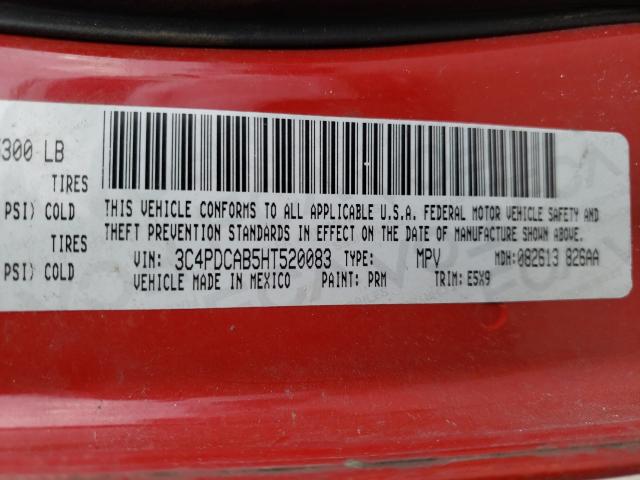 300 LB
TIRES
PSI) COLD
TIRES
PSI) COLD
THIS VEHICLE CONFORMS TO ALL APPLICABLE U.S.A. FEDERAL MOTOR VEHICLE SAFETY AND
THEFT PREVENTION STANDARDS IN EFFECT ON THE DATE OF MANUFACTURE SHOWN ABOVE.
VIN: 3C4PDCAB5HT520083 TYPE: MPV MDH:082613 826AA
VEHICLE MADE IN MEXICO PAINT: PRM TRIM: E5X9